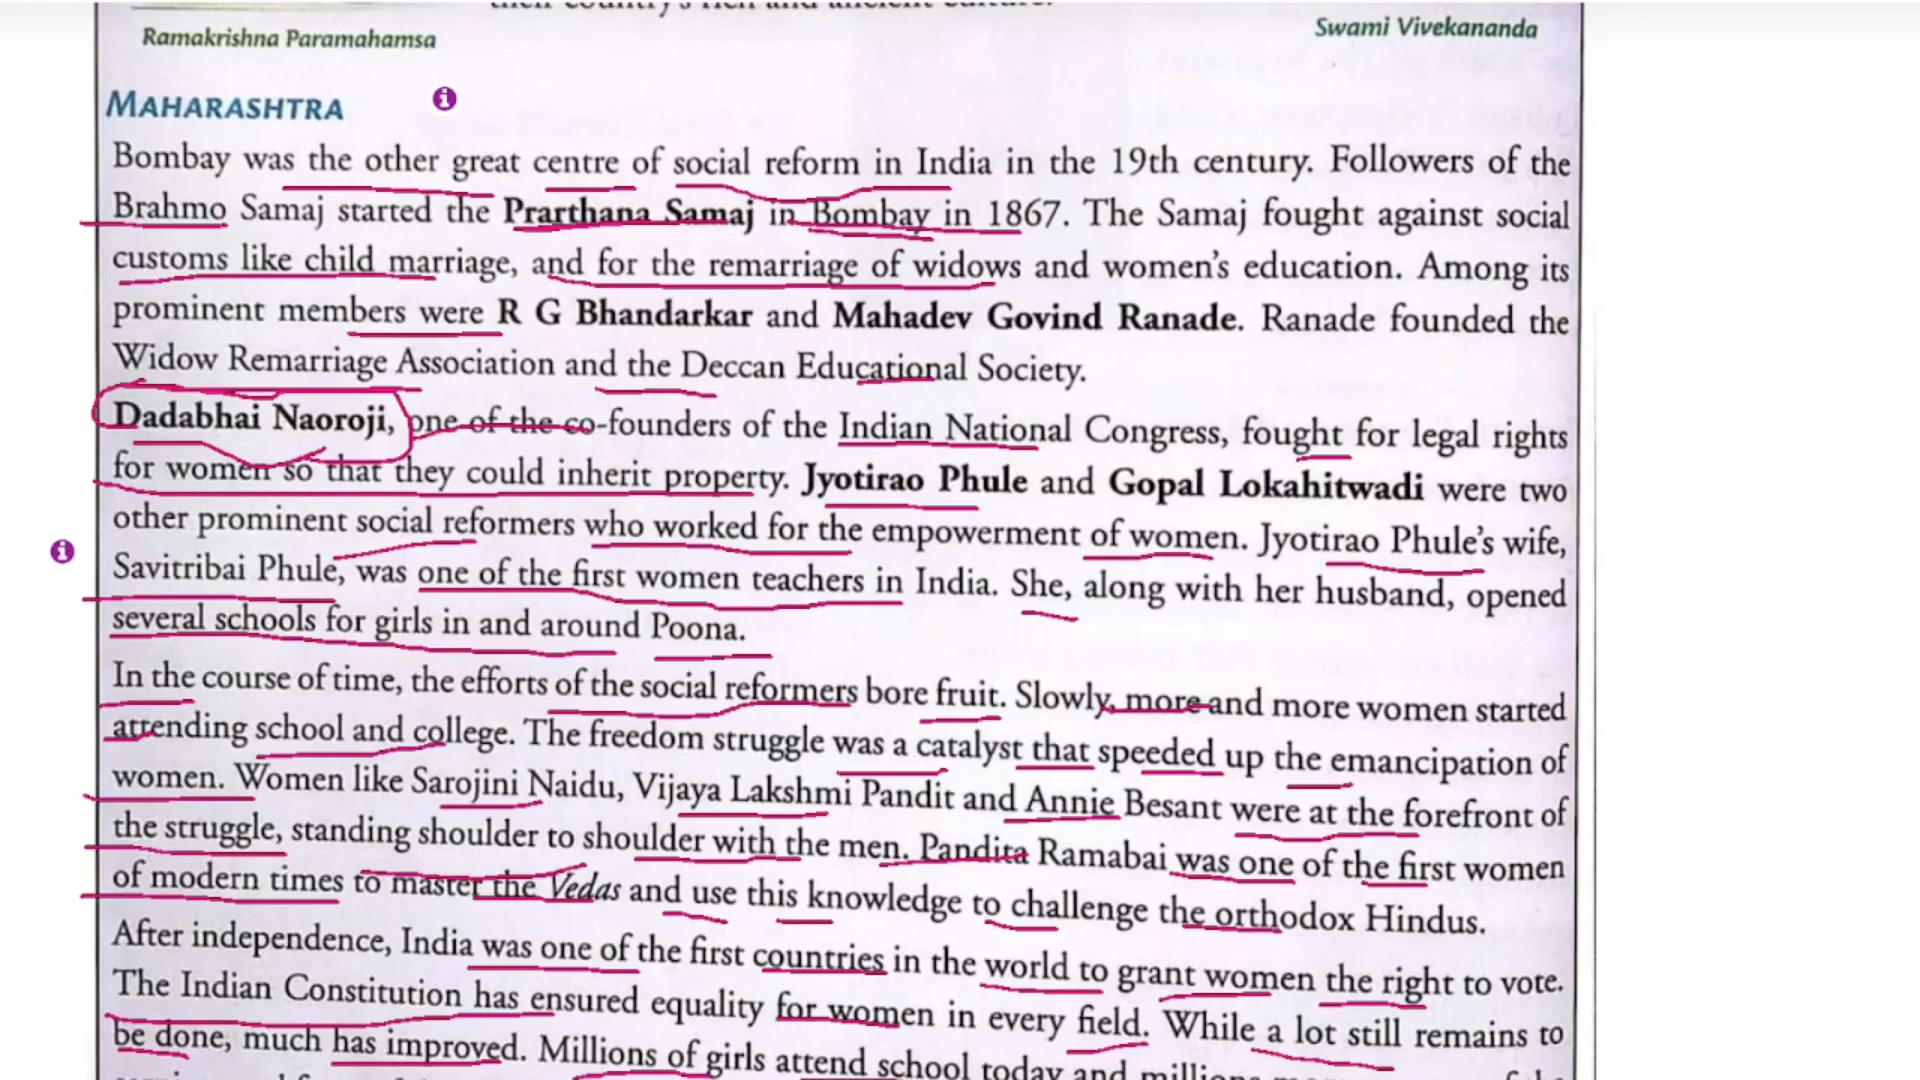 their country's rich and ancient culture.
Ramakrishna Paramahamsa
Swami Vivekananda
MAHARASHTRA
Bombay was the other great centre of social reform in India in the 19th century. Followers of the
Brahmo Samaj started the Prarthana Samaj in Bombay in 1867. The Samaj fought against social
customs like child marriage, and for the remarriage of widows and women's education. Among its
prominent members were R G Bhandarkar and Mahadev Govind Ranade. Ranade founded the
Widow Remarriage Association and the Deccan Educational Society.
Dadabhai Naoroji, one of the co-founders of the Indian National Congress, fought for legal rights
for women so that they could inherit property. Jyotirao Phule and Gopal Lokahitwadi were two
other prominent social reformers who worked for the empowerment of women. Jyotirao Phule's wife,
Savitribai Phule, was one of the first women teachers in India. She, along with her husband, opened
several schools for girls in and around Poona.
In the course of time, the efforts of the social reformers bore fruit. Slowly, more and more women started
attending school and college. The freedom struggle was a catalyst that speeded up the emancipation of
women. Women like Sarojini Naidu, Vijaya Lakshmi Pandit and Annie Besant were at the forefront of
the struggle, standing shoulder to shoulder with the men. Pandita Ramabai was one of the first women
of modern times to master the Vedas and use this knowledge to challenge the orthodox Hindus.
After independence, India was one of the first countries in the world to grant women the right to vote.
The Indian Constitution has ensured equality for women in every field. While a lot still remains to
be done, much has improved. Millions of girls attend school today and millions